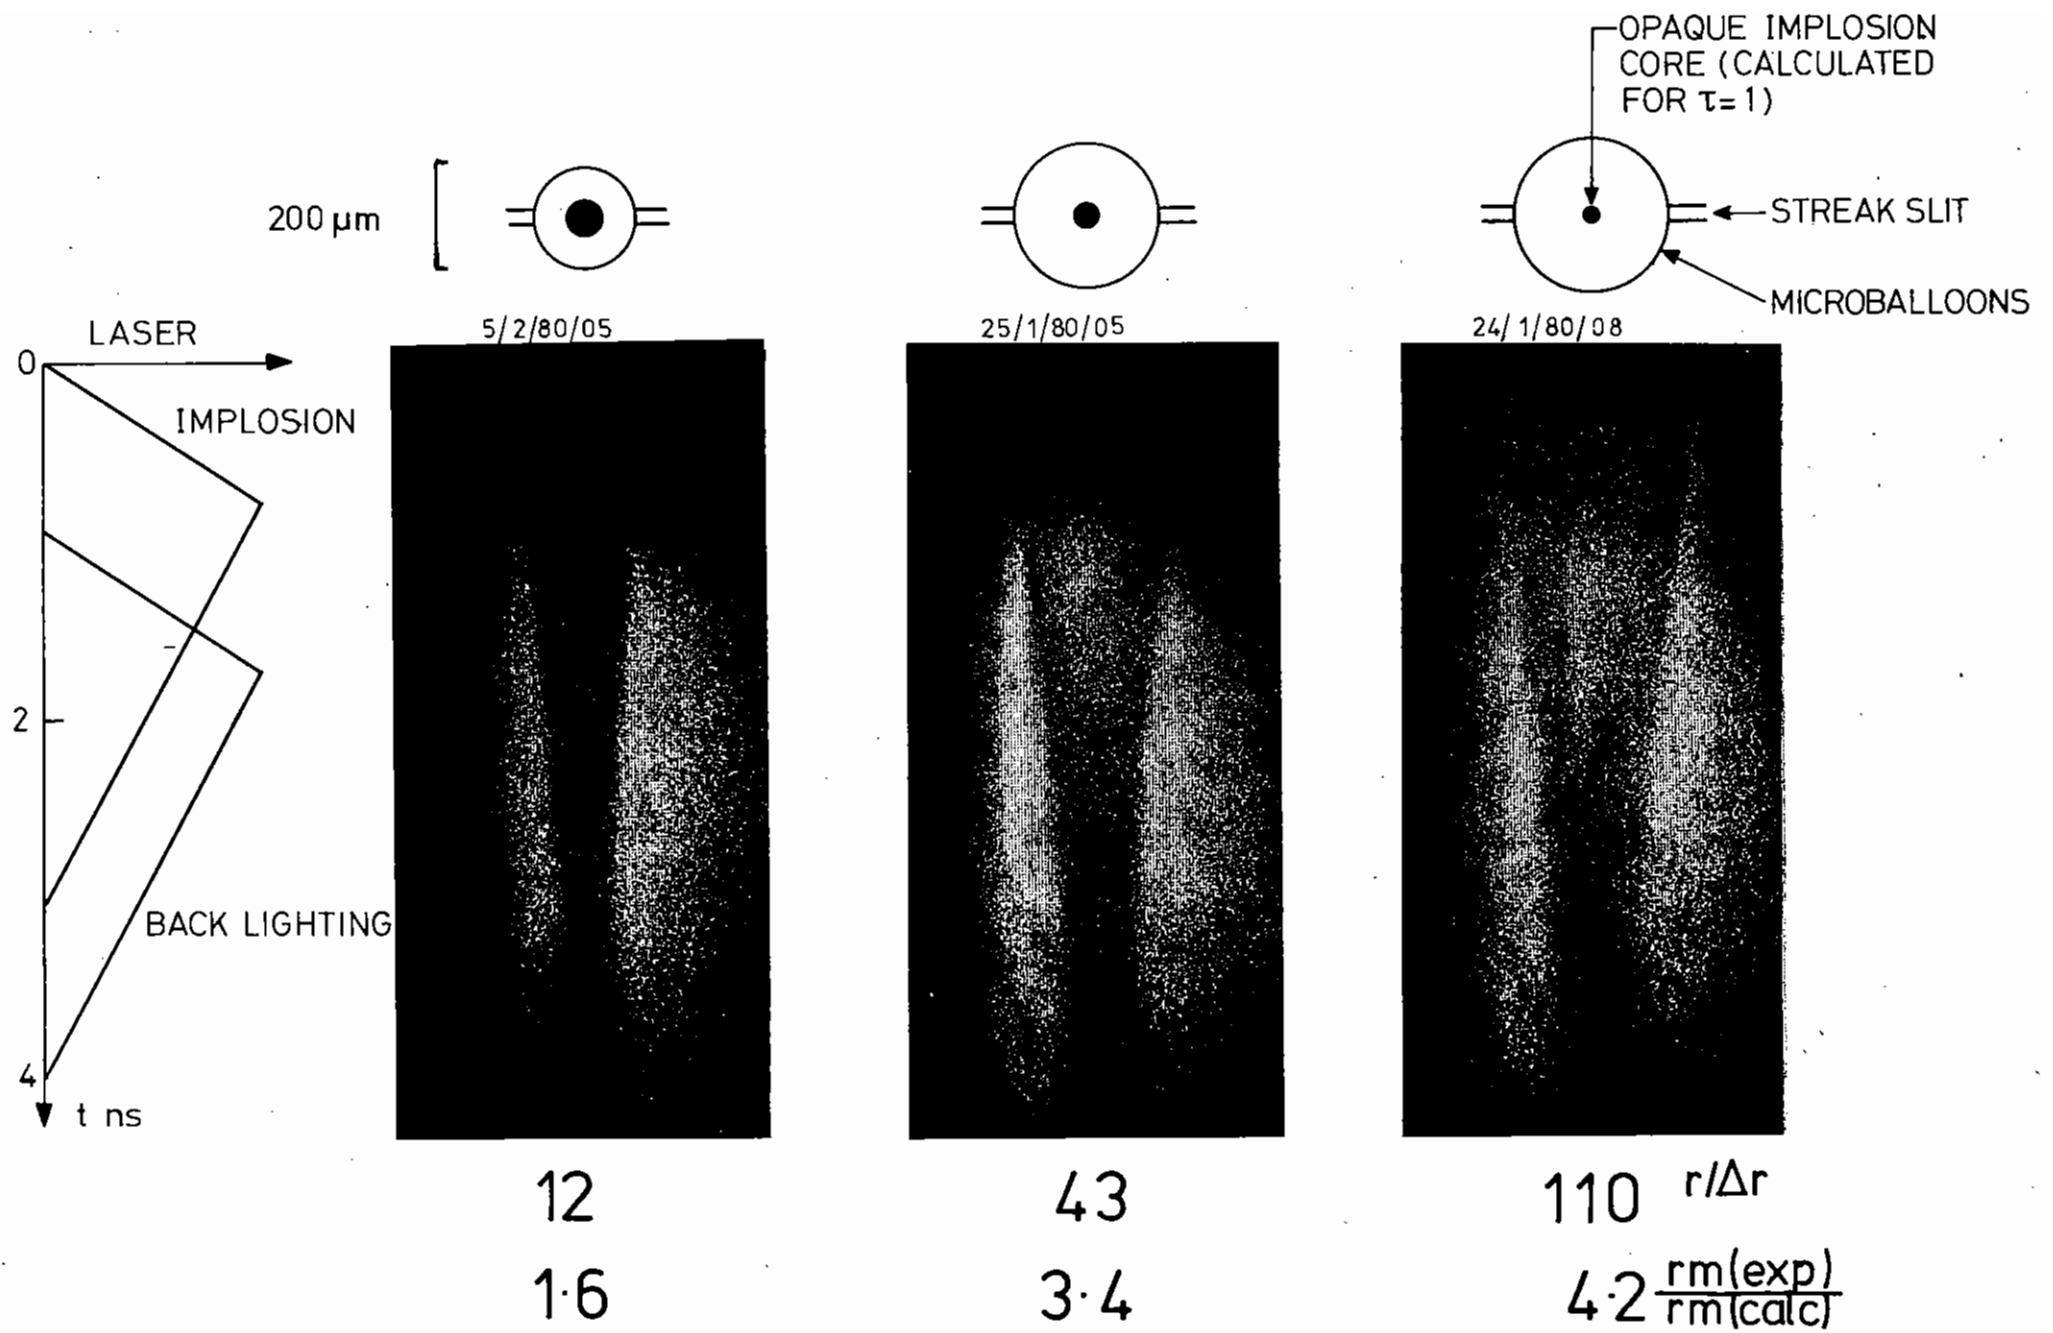 OPAQUE IMPLOSION
CORE (CALCULATED
FOR τ=1)
200 µm
STREAK SLIT
MICROBALLOONS
LASER
5/2/80/05
25/1/80/05
24/1/80/08
0
IMPLOSION
2
BACK LIGHTING
4
t ns
12
43
110
r/Δr
1·6
3·4
4·2
rm(exp)
rm(calc)